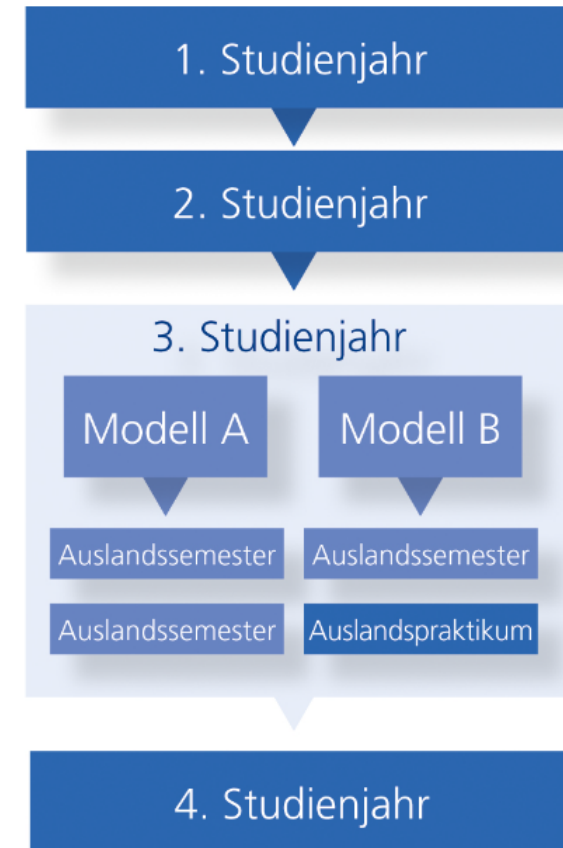 1. Studienjahr
2. Studienjahr
3. Studienjahr
Modell A
Modell B
Auslandssemester
Auslandssemester
Auslandssemester
Auslandspraktikum
4. Studienjahr